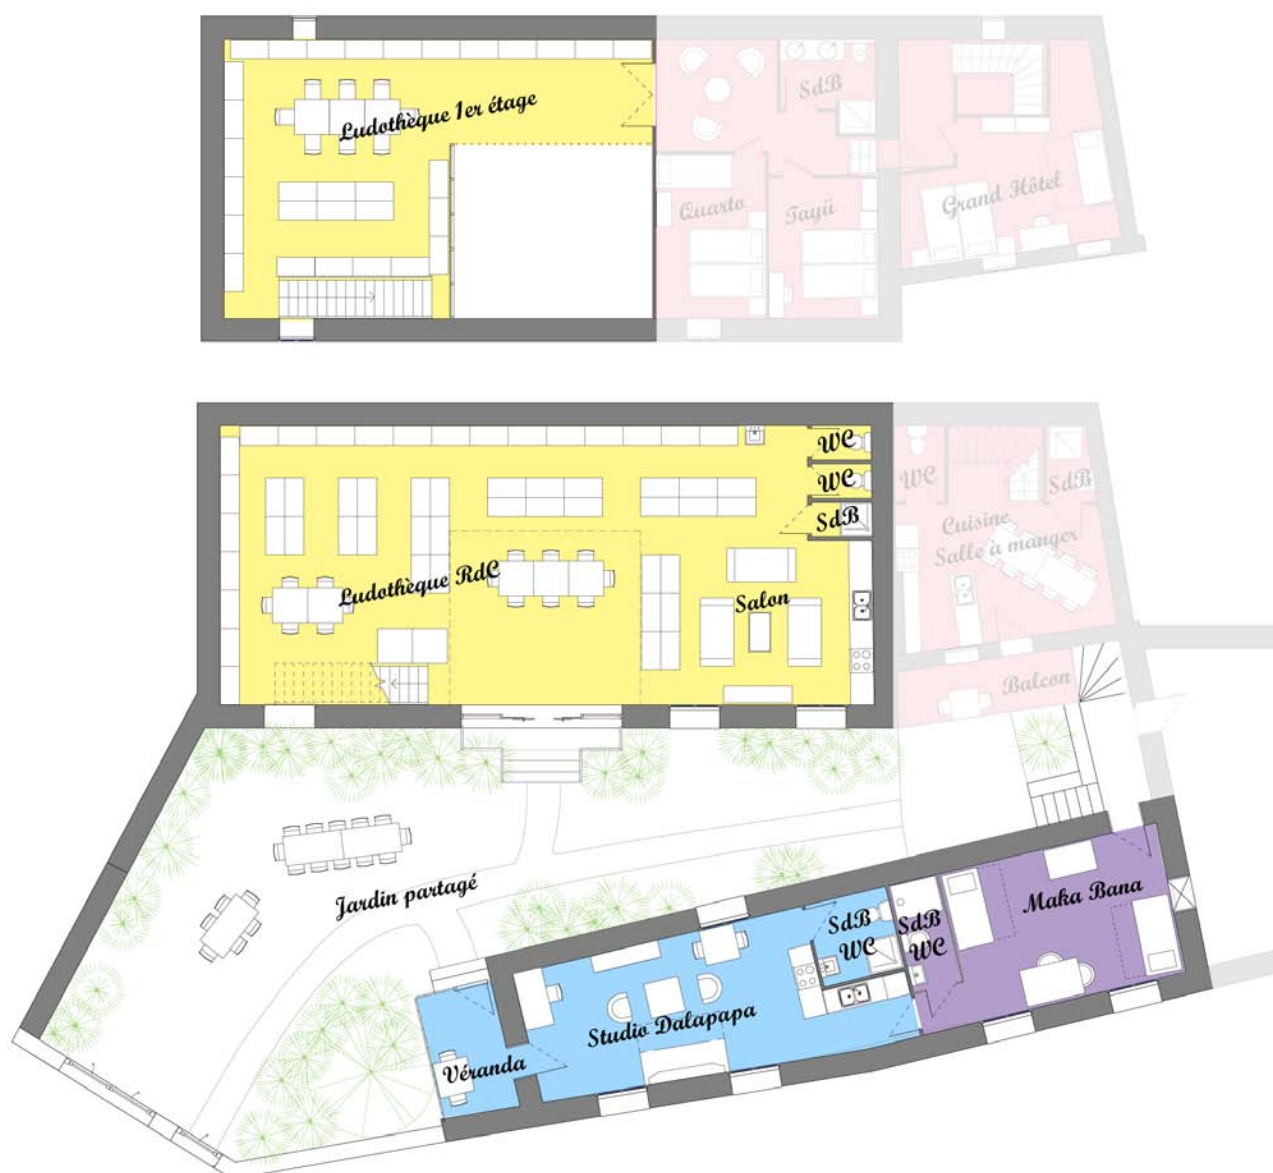 SdB
Ludothèque 1er étage
Quarto
Tayü
Grand Hôtel
WC
WC
SdB
WC
SdB
Cuisine
Salle à manger
Ludothèque RdC
Salon
Balcon
Jardin partagé
Maka Bana
SdB
WC
SdB
WC
Studio Dalapapa
Véranda